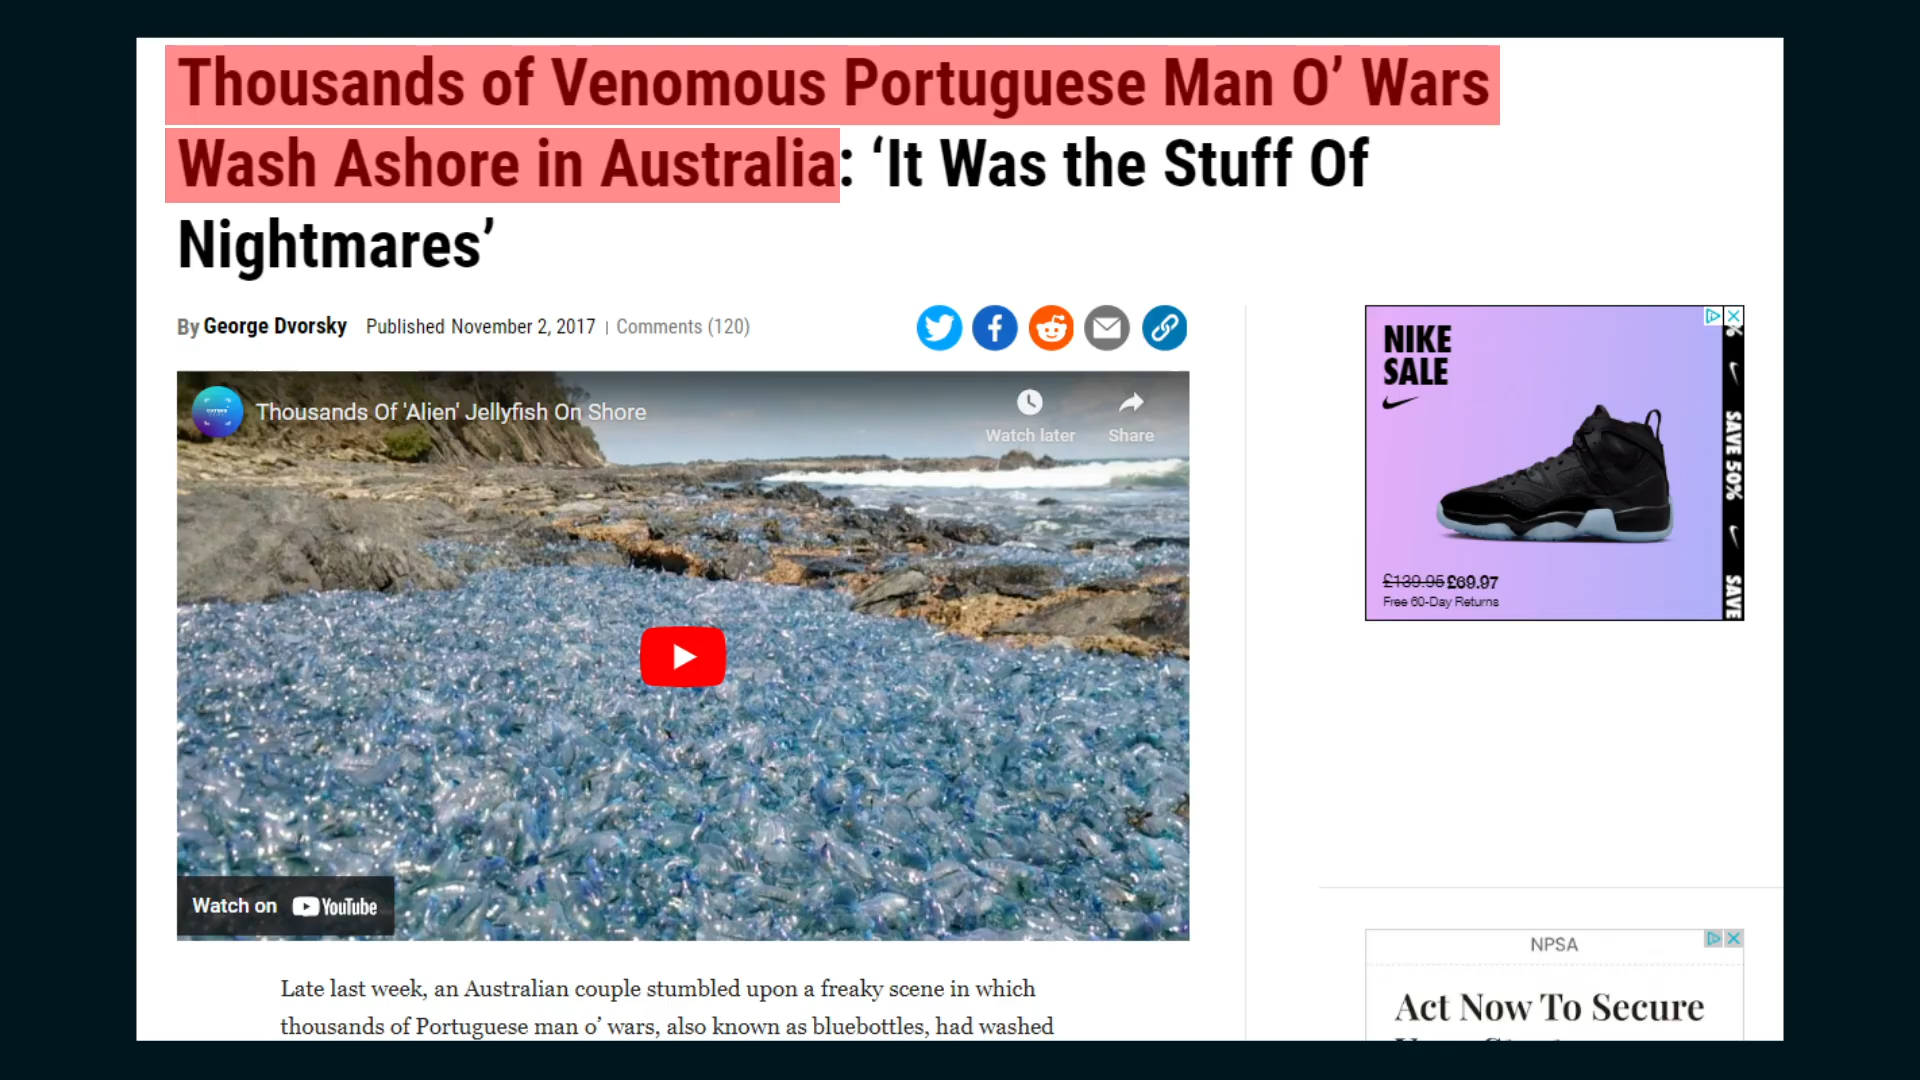 Thousands of Venomous Portuguese Man O’ Wars
Wash Ashore in Australia: ‘It Was the Stuff Of
Nightmares’
By George Dvorsky Published November 2, 2017 | Comments (120)
Thousands Of 'Alien' Jellyfish On Shore
Watch later
Share
Watch on YouTube
Late last week, an Australian couple stumbled upon a freaky scene in which
thousands of Portuguese man o’ wars, also known as bluebottles, had washed
NIKE
SALE
£139.95 £69.97
Free 60-Day Returns
%
SAVE 50%
SAVE
NPSA
Act Now To Secure